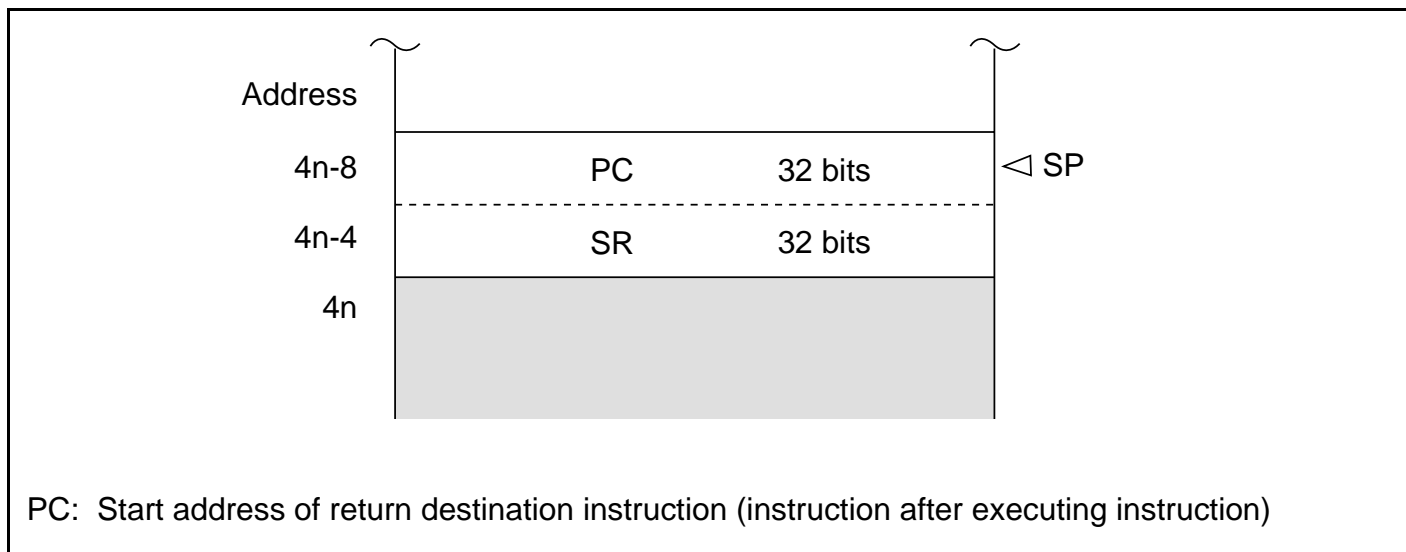 Address
4n-8 PC 32 bits SP
4n-4 SR 32 bits
4n
PC: Start address of return destination instruction (instruction after executing instruction)